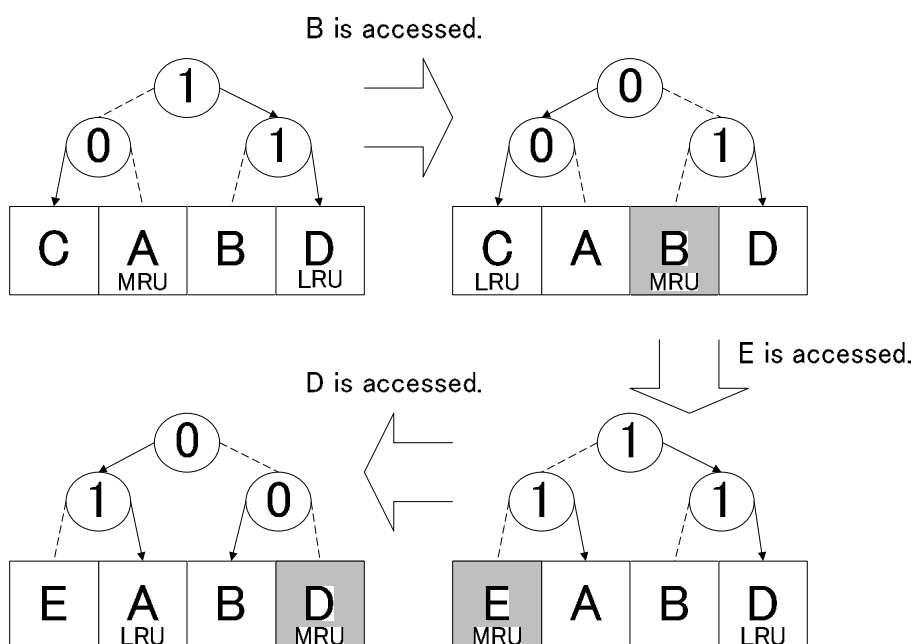 B is accessed.
1
0 1
C A B D
MRU LRU
0
0 1
C A B D
LRU MRU
E is accessed.
D is accessed.
0
1 0
E A B D
LRU MRU
1
1 1
E A B D
MRU LRU